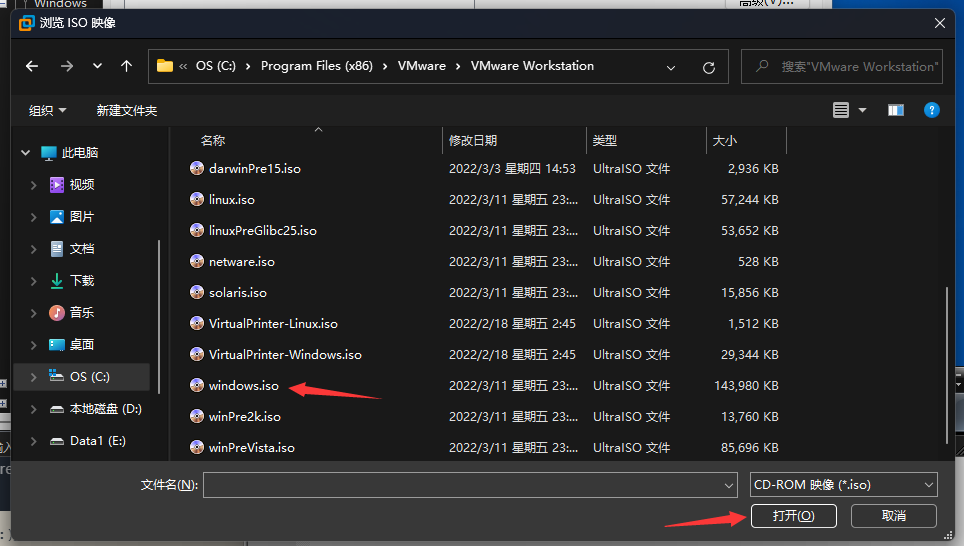 Windows
高级(V)...
浏览 ISO 映像
« OS (C:) › Program Files (x86) › VMware › VMware Workstation
搜索"VMware Workstation"
组织 新建文件夹
名称 修改日期 类型 大小
此电脑
视频
图片
文档
下载
音乐
桌面
OS (C:)
本地磁盘 (D:)
Data1 (E:)
darwinPre15.iso 2022/3/3 星期四 14:53 UltraISO 文件 2,936 KB
linux.iso 2022/3/11 星期五 23:... UltraISO 文件 57,244 KB
linuxPreGlibc25.iso 2022/3/11 星期五 23:... UltraISO 文件 53,652 KB
netware.iso 2022/3/11 星期五 23:... UltraISO 文件 528 KB
solaris.iso 2022/3/11 星期五 23:... UltraISO 文件 15,856 KB
VirtualPrinter-Linux.iso 2022/2/18 星期五 2:45 UltraISO 文件 1,512 KB
VirtualPrinter-Windows.iso 2022/2/18 星期五 2:45 UltraISO 文件 29,344 KB
windows.iso 2022/3/11 星期五 23:... UltraISO 文件 143,980 KB
winPre2k.iso 2022/3/11 星期五 23:... UltraISO 文件 13,760 KB
winPreVista.iso 2022/3/11 星期五 23:... UltraISO 文件 85,696 KB
文件名(N): CD-ROM 映像 (*.iso)
打开(O) 取消